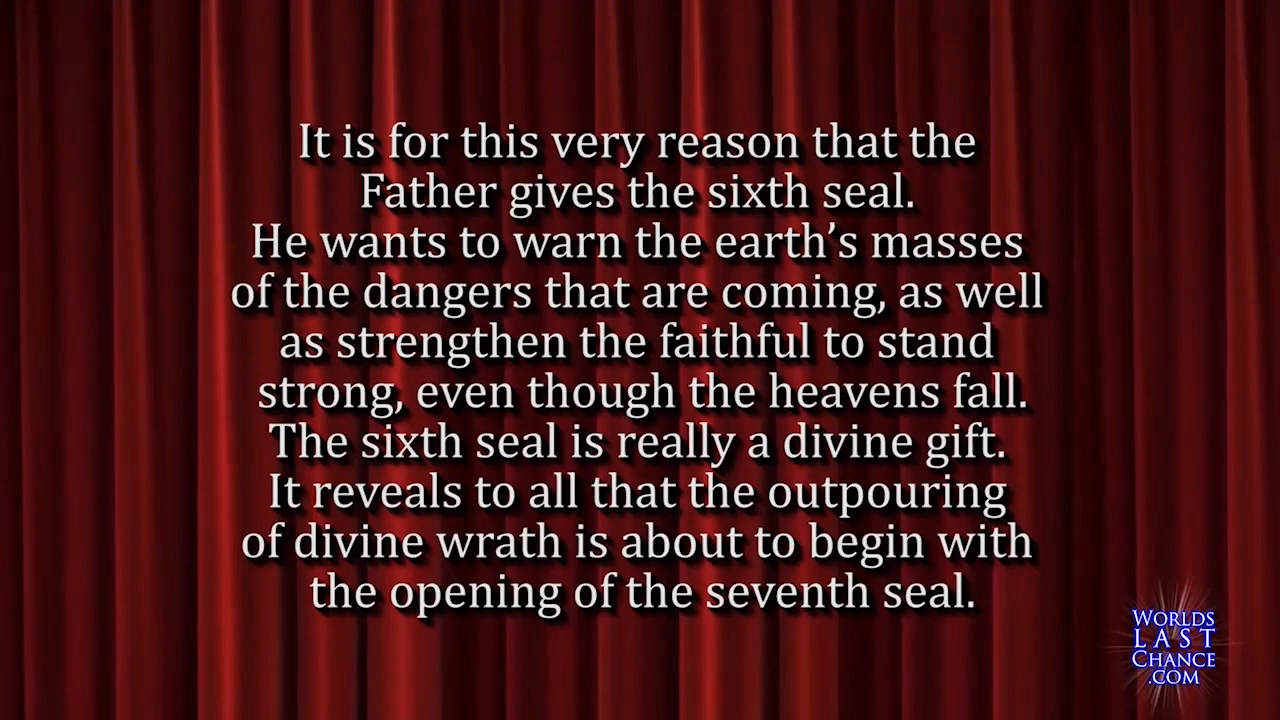 It is for this very reason that the
Father gives the sixth seal.
He wants to warn the earth’s masses
of the dangers that are coming, as well
as strengthen the faithful to stand
strong, even though the heavens fall.
The sixth seal is really a divine gift.
It reveals to all that the outpouring
of divine wrath is about to begin with
the opening of the seventh seal.
WORLDS
LAST
CHANCE
.COM